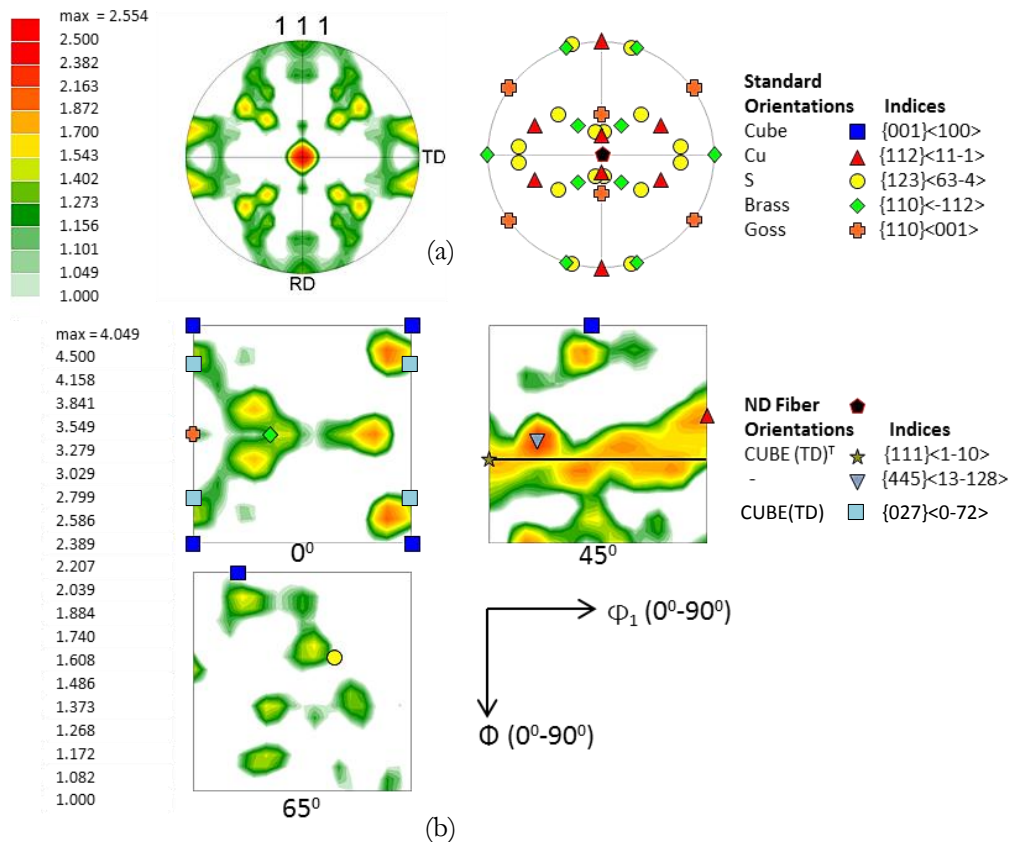 max = 2.554
2.500
2.382
2.163
1.872
1.700
1.543
1.402
1.273
1.156
1.101
1.049
1.000
1 1 1
TD
RD
(a)
Standard
Orientations Indices
Cube {001}<100>
Cu {112}<11-1>
S {123}<63-4>
Brass {110}<-112>
Goss {110}<001>
max = 4.049
4.500
4.158
3.841
3.549
3.279
3.029
2.799
2.586
2.389
2.207
2.039
1.884
1.740
1.608
1.486
1.373
1.268
1.172
1.082
1.000
0⁰
45⁰
65⁰
ND Fiber
Orientations Indices
CUBE (TD)ᵀ {111}<1-10>
- {445}<13-128>
CUBE(TD) {027}<0-72>
φ₁ (0⁰-90⁰)
Φ (0⁰-90⁰)
(b)